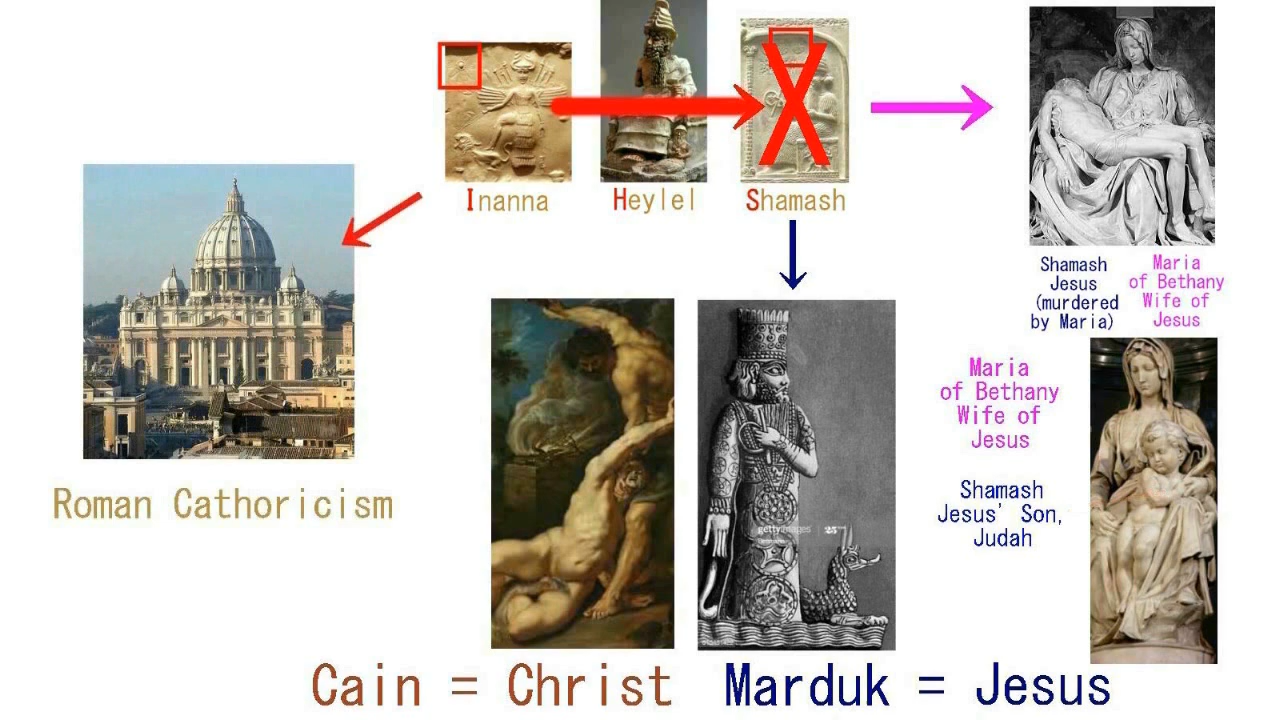 Inanna
Heylel
Shamash
Shamash
Jesus
(murdered
by Maria)
Maria
of Bethany
Wife of
Jesus
Maria
of Bethany
Wife of
Jesus
Shamash
Jesus' Son,
Judah
Roman Cathoricism
gettyimages
Cain = Christ
Marduk = Jesus